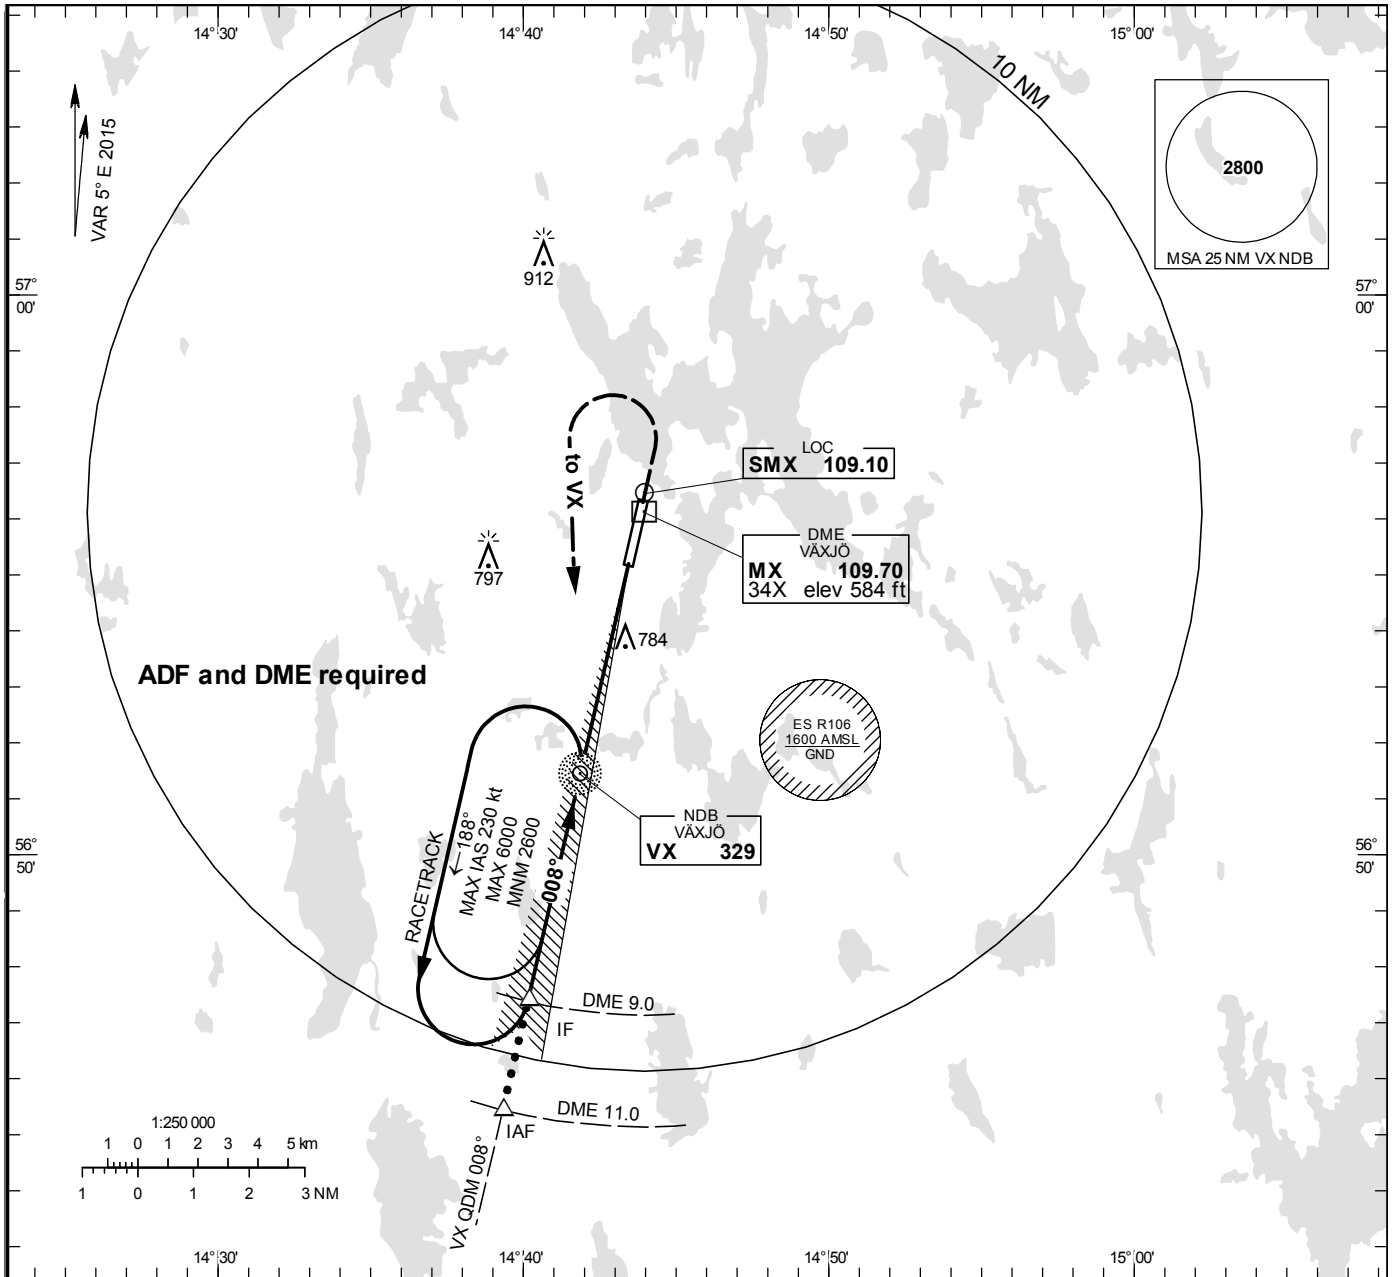 14°30'
14°40'
14°50'
15°00'
10 NM
VAR 5° E 2015
2800
MSA 25 NM VX NDB
912
57°
00'
57°
00'
to VX
LOC
SMX 109.10
DME
VÄXJÖ
MX 109.70
34X elev 584 ft
797
784
ADF and DME required
ES R106
1600 AMSL
GND
NDB
VÄXJÖ
VX 329
RACETRACK
←188°
MAX IAS 230 kt
MAX 6000
MNM 2600
008°
56°
50'
56°
50'
DME 9.0
IF
DME 11.0
IAF
VX QDM 008°
1:250 000
1 0 1 2 3 4 5 km
1 0 1 2 3 NM
14°30'
14°40'
14°50'
15°00'